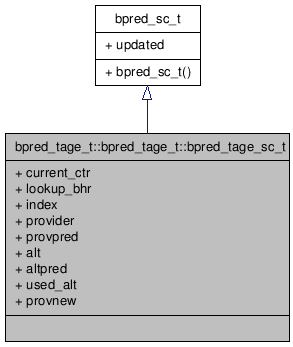 bpred_sc_t
+ updated
+ bpred_sc_t()
bpred_tage_t::bpred_tage_t::bpred_tage_sc_t
+ current_ctr
+ lookup_bhr
+ index
+ provider
+ provpred
+ alt
+ altpred
+ used_alt
+ provnew